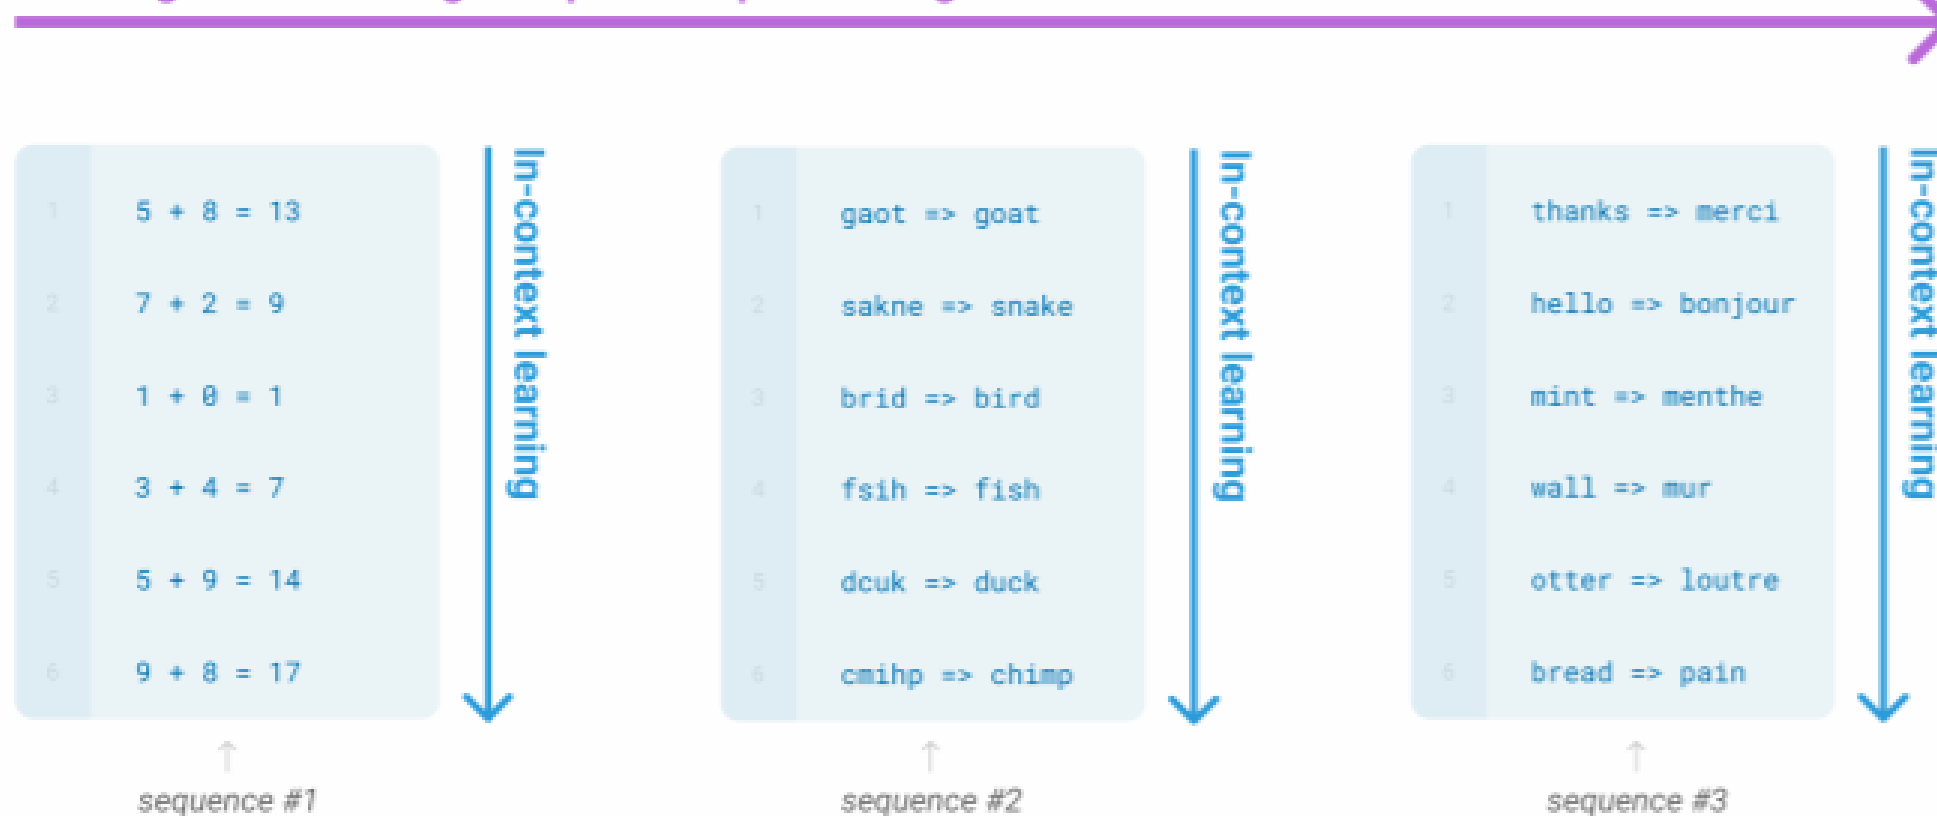 1 5 + 8 = 13
2 7 + 2 = 9
3 1 + 0 = 1
4 3 + 4 = 7
5 5 + 9 = 14
6 9 + 8 = 17
In-context learning
sequence #1
1 gaot => goat
2 sakne => snake
3 brid => bird
4 fsih => fish
5 dcuk => duck
6 cmihp => chimp
In-context learning
sequence #2
1 thanks => merci
2 hello => bonjour
3 mint => menthe
4 wall => mur
5 otter => loutre
6 bread => pain
In-context learning
sequence #3